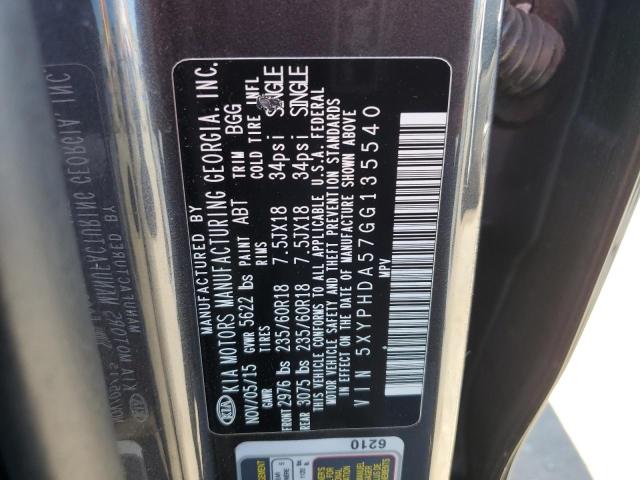 MANUFACTURED BY
KIA KIA MOTORS MANUFACTURING GEORGIA, INC.
NOV/05/15 GVWR 5622 lbs PAINT ABT TRIM BGG
GAWR TIRES RIMS COLD TIRE INFL
FRONT 2976 lbs 235/60R18 7.5JX18 34psi SINGLE
REAR 3075 lbs 235/60R18 7.5JX18 34psi SINGLE
THIS VEHICLE CONFORMS TO ALL APPLICABLE U.S.A. FEDERAL
MOTOR VEHICLE SAFETY AND THEFT PREVENTION STANDARDS
IN EFFECT ON THE DATE OF MANUFACTURE SHOWN ABOVE
VIN 5XYPHDA57GG135540
MPV
6210